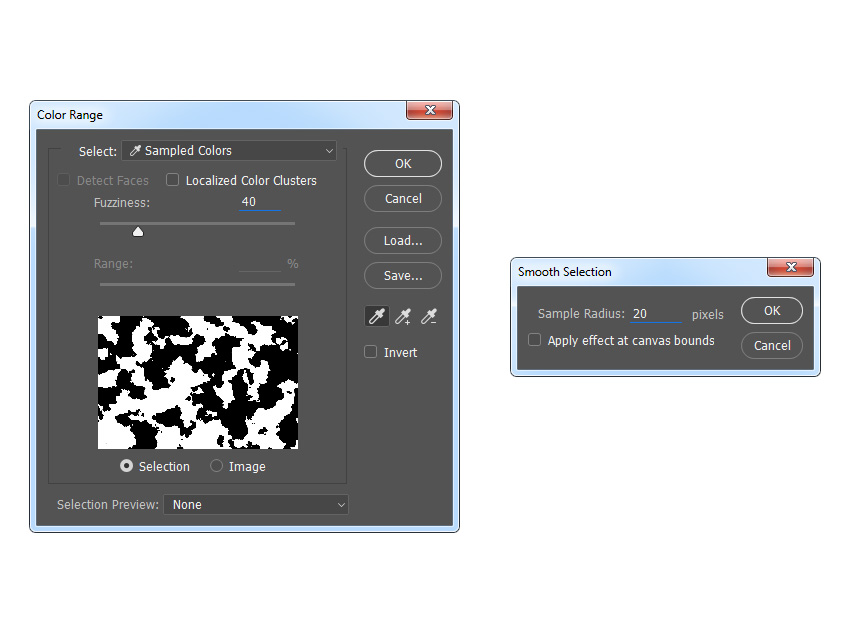 Color Range
Select: Sampled Colors
OK
Detect Faces Localized Color Clusters
Fuzziness: 40
Cancel
Load...
Range: %
Save...
Invert
Selection Image
Selection Preview: None
Smooth Selection
Sample Radius: 20 pixels
OK
Apply effect at canvas bounds
Cancel